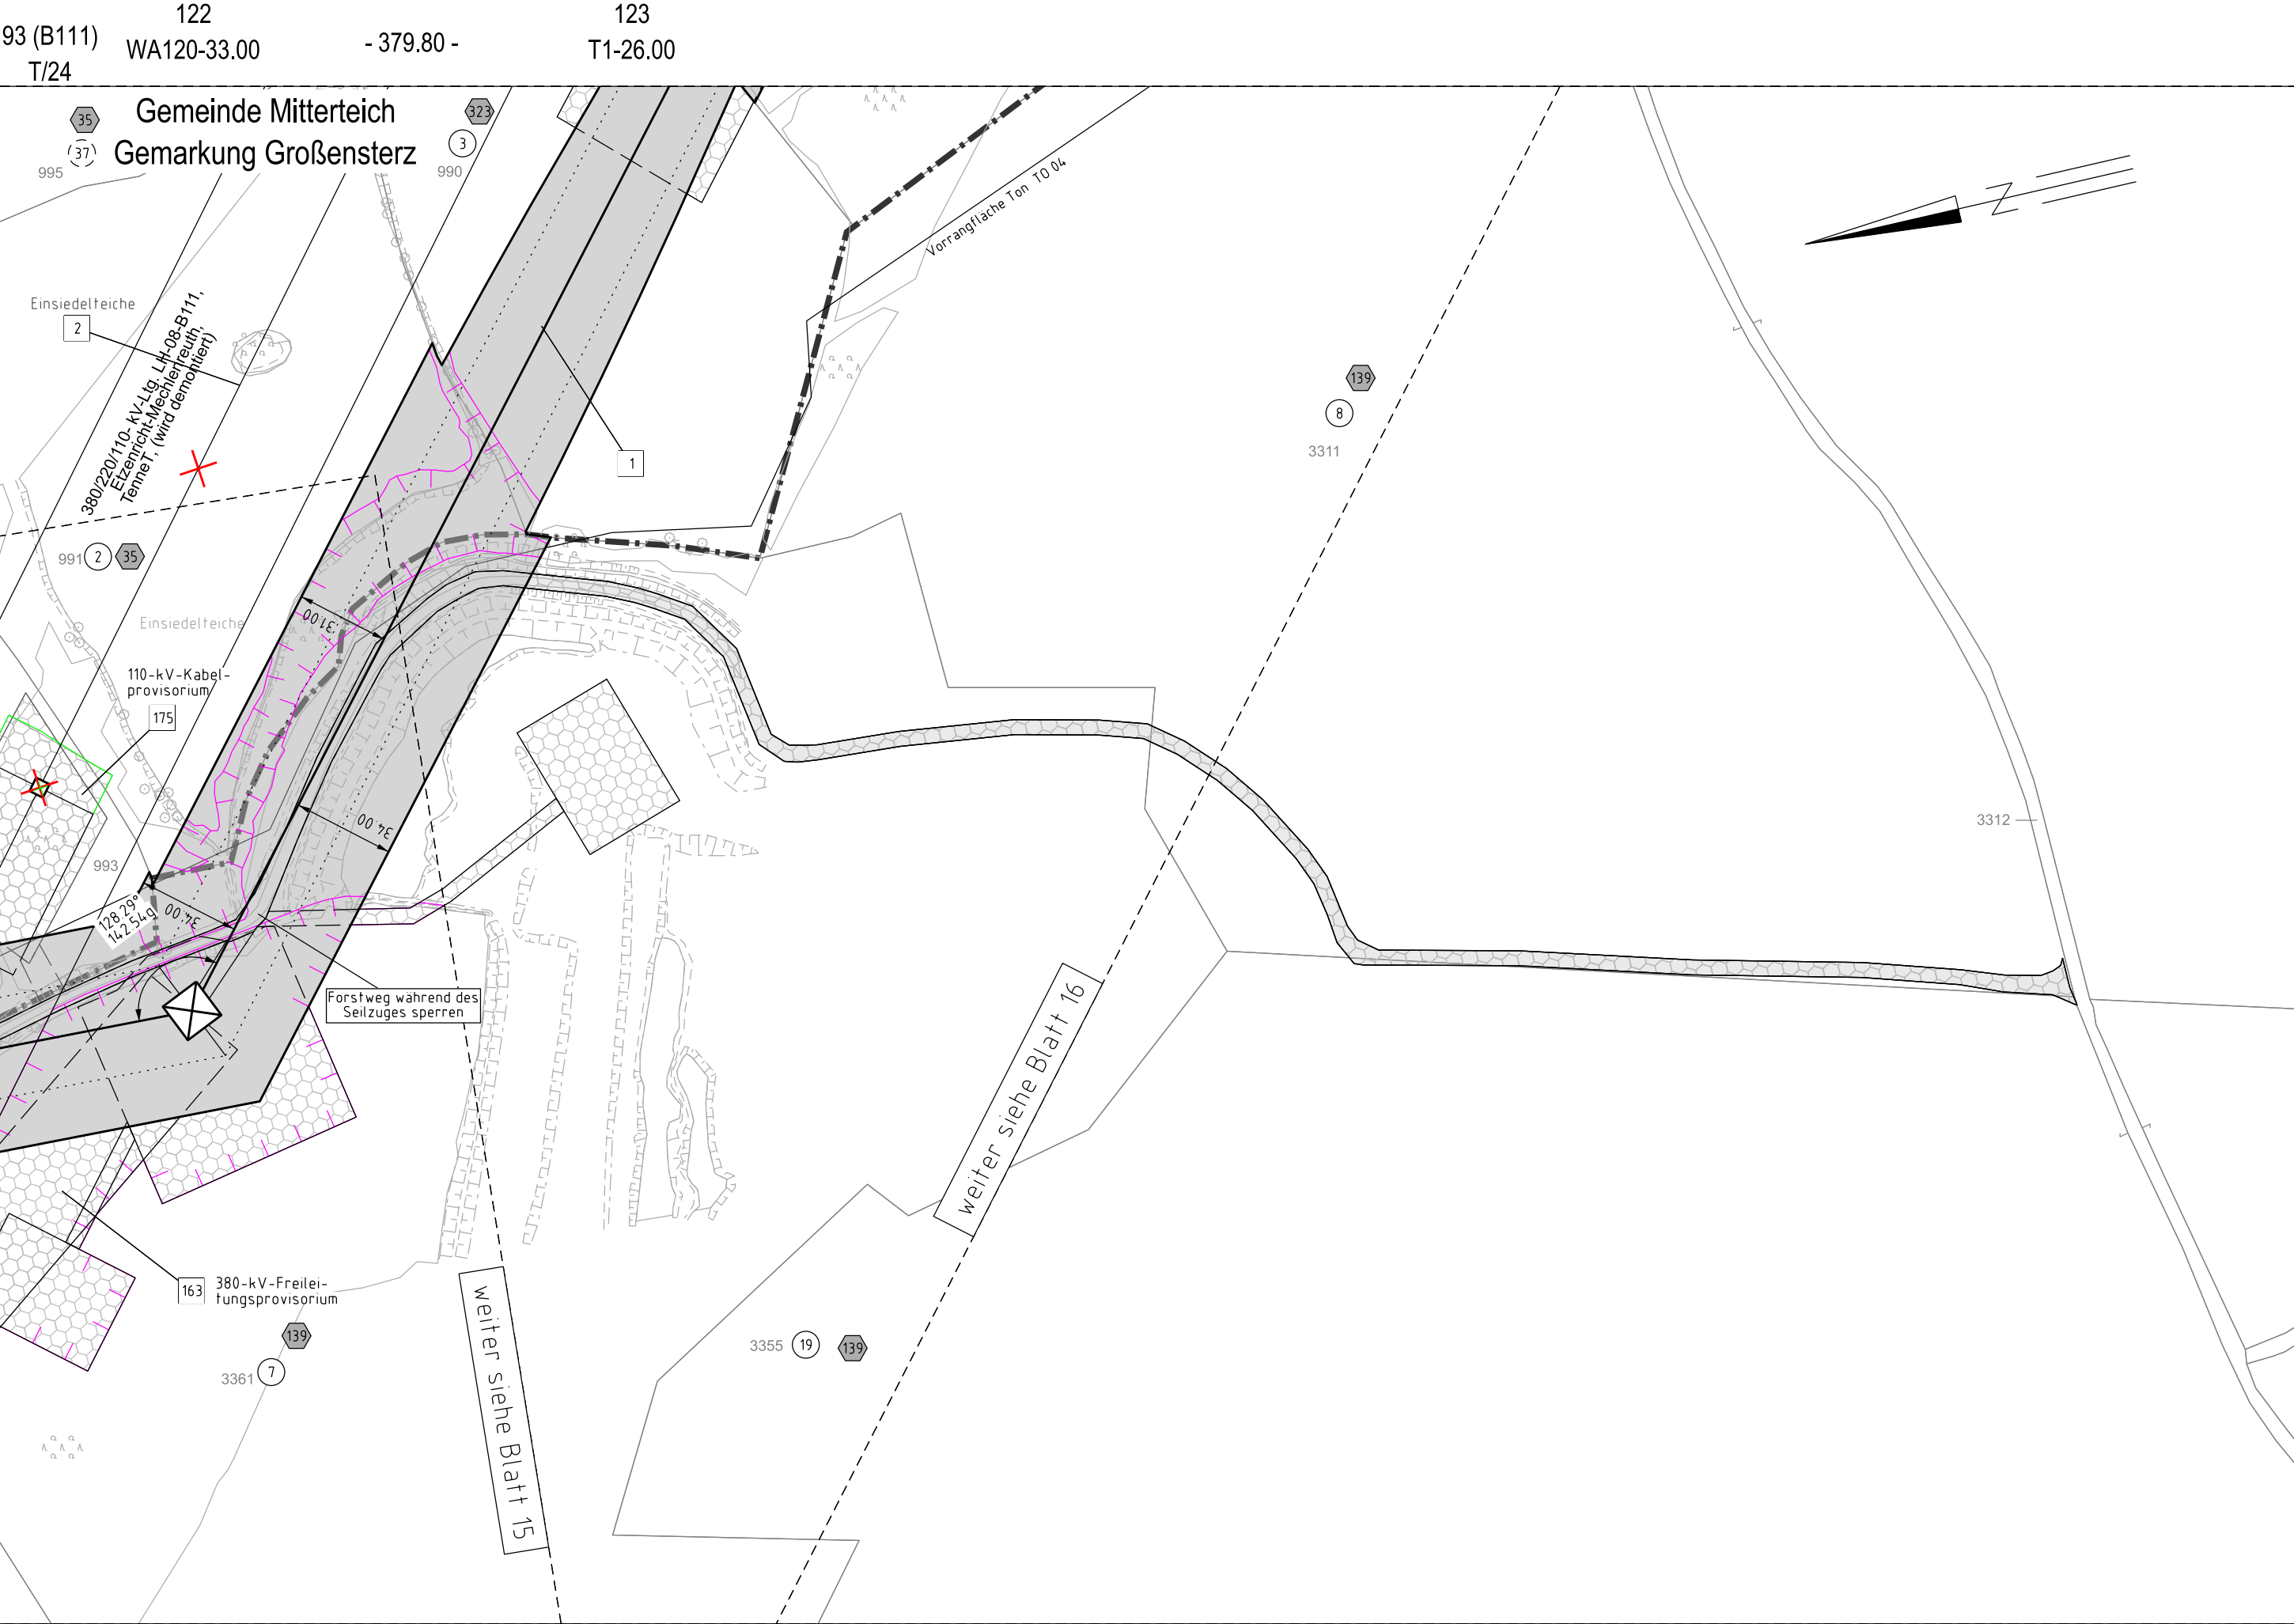 122
123
93 (B111)
WA120-33.00
- 379.80 -
T1-26.00
T/24
35
Gemeinde Mitterteich
323
37
Gemarkung Großensterz
3
995
990
Vorrangfläche Ton TO 04
N
Einsiedelteiche
2
380/220/110- kV-Ltg. LH-08-B111,
Etzenricht-Mechlenreuth,
TenneT, (wird demontiert)
1
139
8
3311
991
2
35
31.00
Einsiedelteiche
110-kV-Kabel-
provisorium
175
34.00
3312
993
128.29°
142.54g
34.00
Forstweg während des
Seilzuges sperren
weiter siehe Blatt 16
163
380-kV-Freilei-
tungsprovisorium
139
3361
7
weiter siehe Blatt 15
3355
19
139